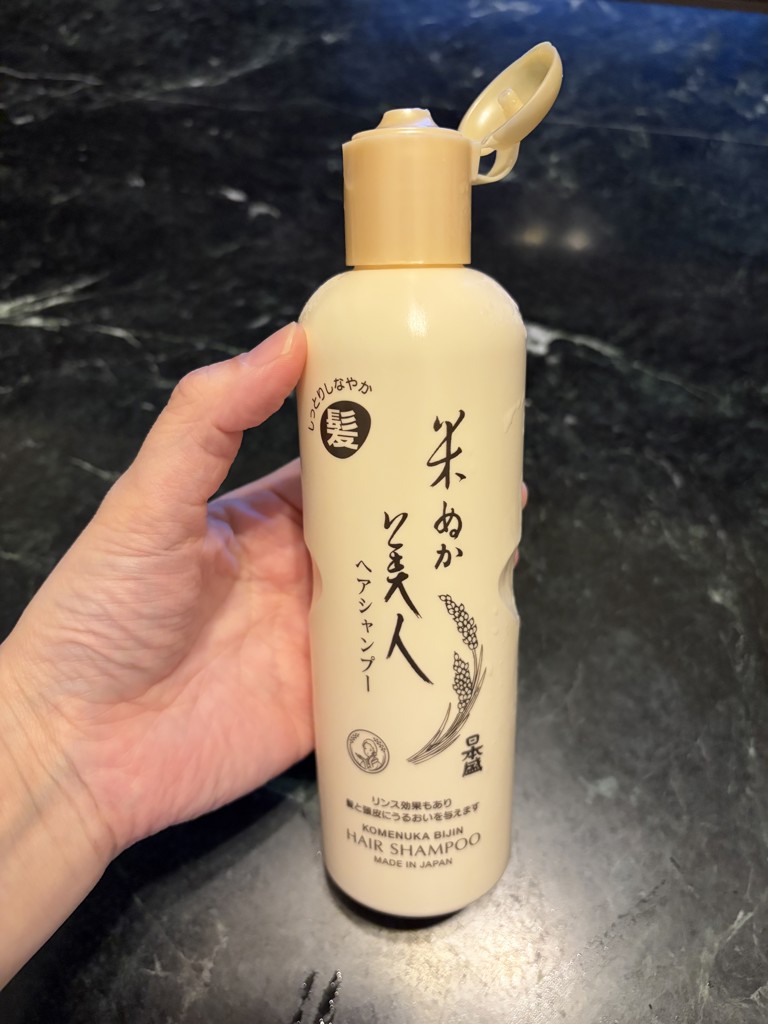 しっとりしなやか
髪
米ぬか
美人
ヘアシャンプー
日本盛
リンス効果もあり
髪と頭皮にうるおいを与えます
KOMENUKA BIJIN
HAIR SHAMPOO
MADE IN JAPAN